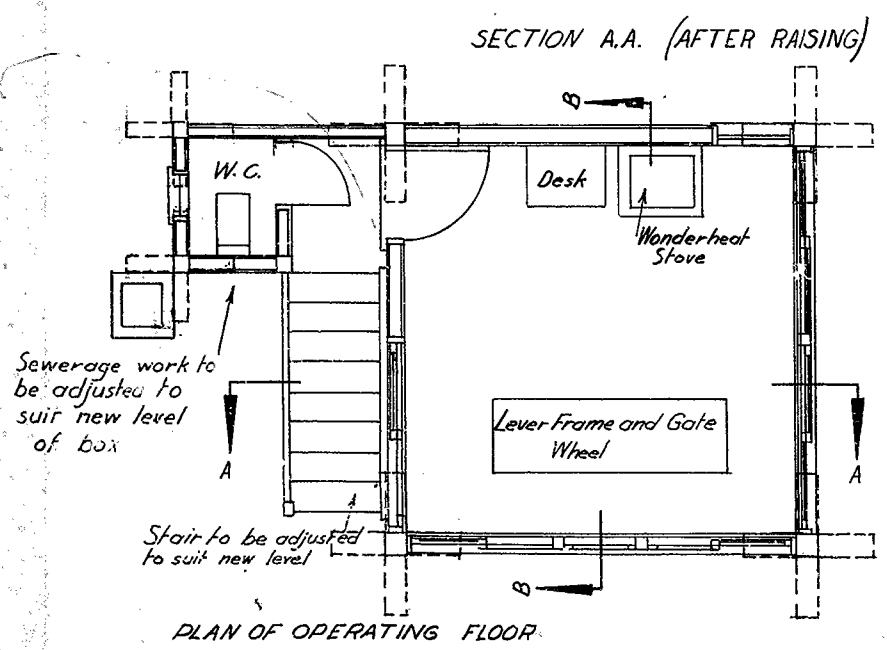 SECTION A.A. (AFTER RAISING)
B
W.C.
Desk
Wonderheat
Stove
Sewerage work to
be adjusted to
suit new level
of box
A
Lever Frame and Gate
Wheel
A
Stair to be adjusted
to suit new level
B
PLAN OF OPERATING FLOOR